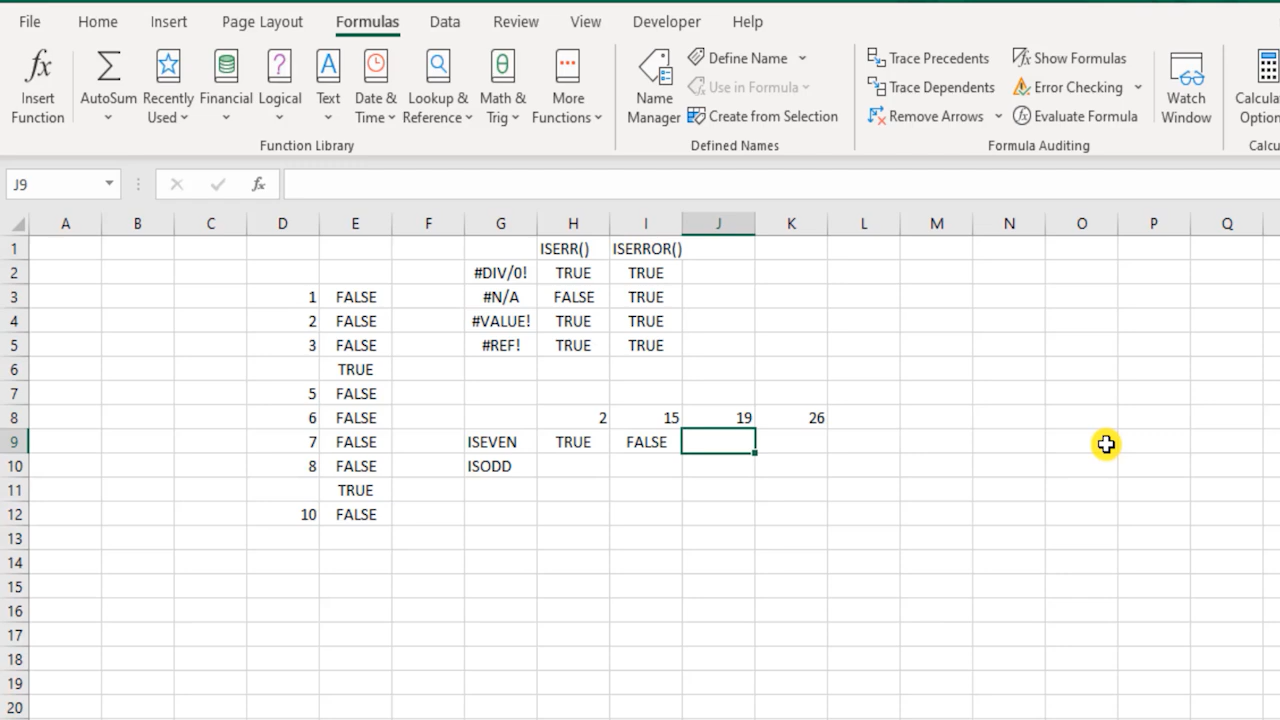 File Home Insert Page Layout Formulas Data Review View Developer Help
Insert Function
AutoSum
Recently Used
Financial
Logical
Text
Date & Time
Lookup & Reference
Math & Trig
More Functions
Function Library
Name Manager
Define Name
Use in Formula
Create from Selection
Defined Names
Trace Precedents
Trace Dependents
Remove Arrows
Show Formulas
Error Checking
Evaluate Formula
Formula Auditing
Watch Window
J9 fx
A B C D E F G H I J K L M N O P Q
1 ISERR() ISERROR()
2 #DIV/0! TRUE TRUE
3 1 FALSE #N/A FALSE TRUE
4 2 FALSE #VALUE! TRUE TRUE
5 3 FALSE #REF! TRUE TRUE
6 TRUE
7 5 FALSE
8 6 FALSE 2 15 19 26
9 7 FALSE ISEVEN TRUE FALSE
10 8 FALSE ISODD
11 TRUE
12 10 FALSE
13
14
15
16
17
18
19
20